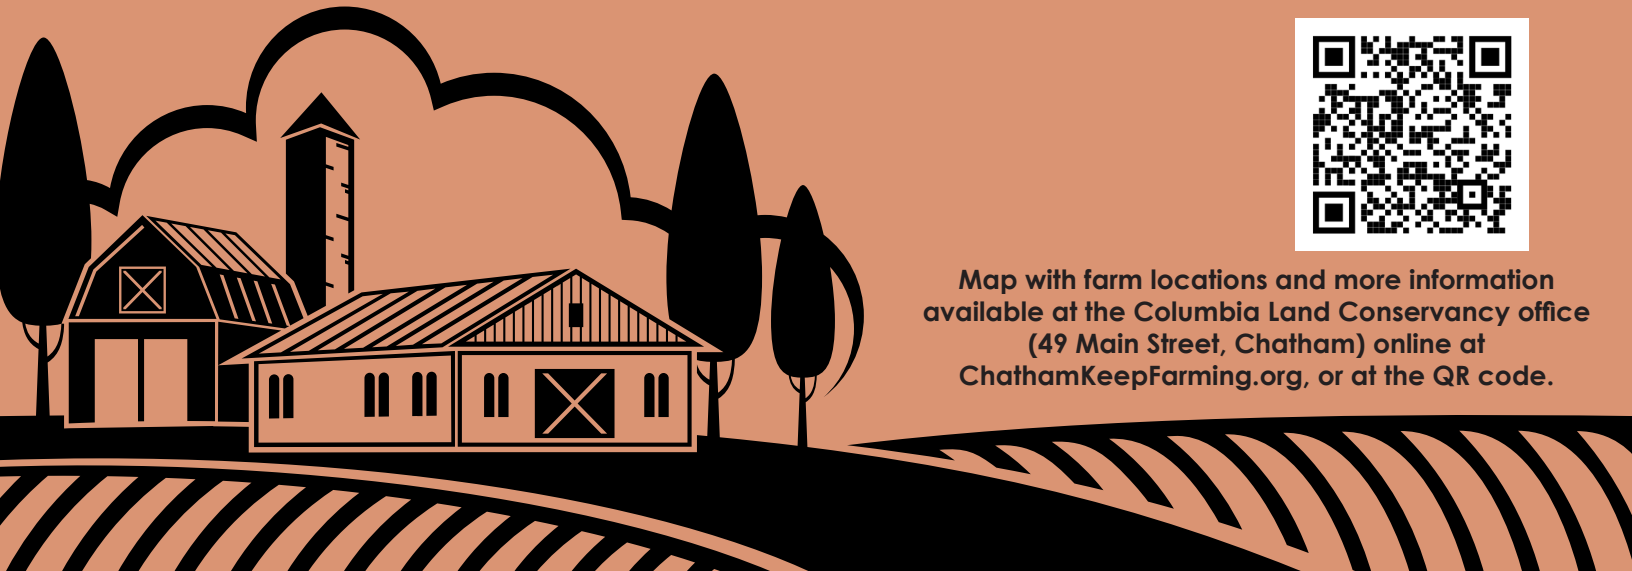 Map with farm locations and more information
available at the Columbia Land Conservancy office
(49 Main Street, Chatham) online at
ChathamKeepFarming.org, or at the QR code.